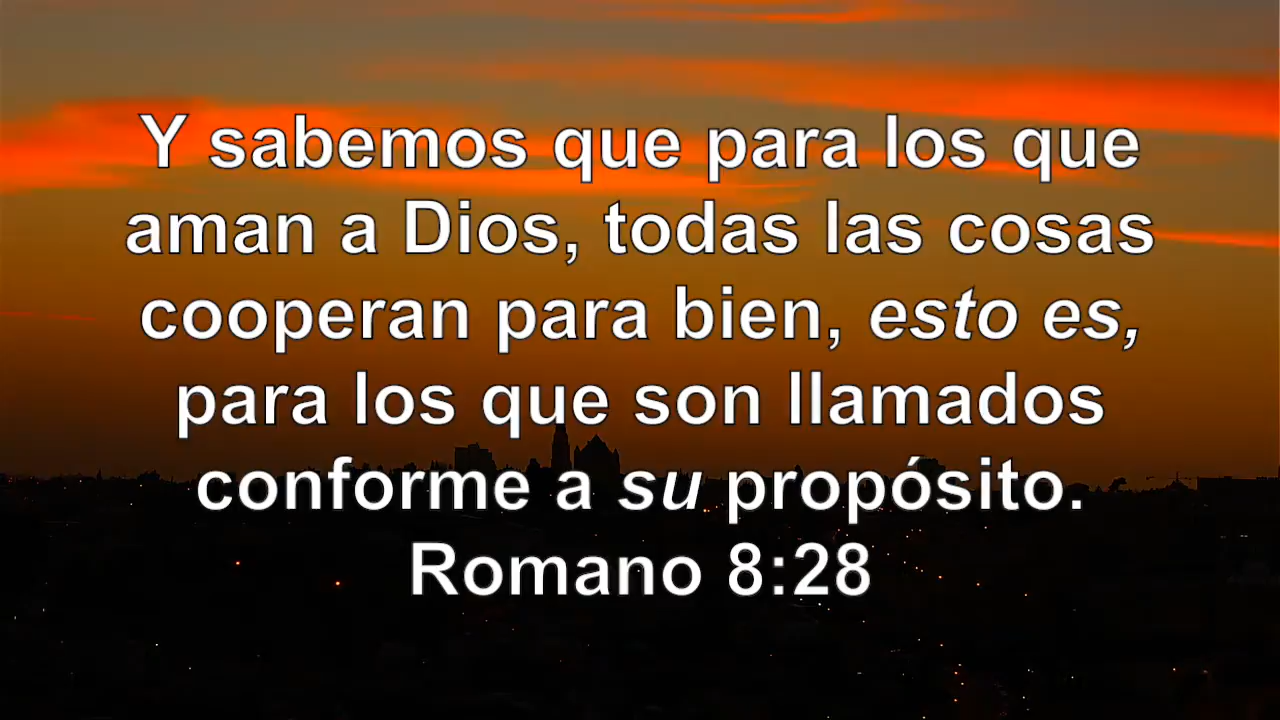 Y sabemos que para los que
aman a Dios, todas las cosas
cooperan para bien, esto es,
para los que son llamados
conforme a su propósito.
Romano 8:28